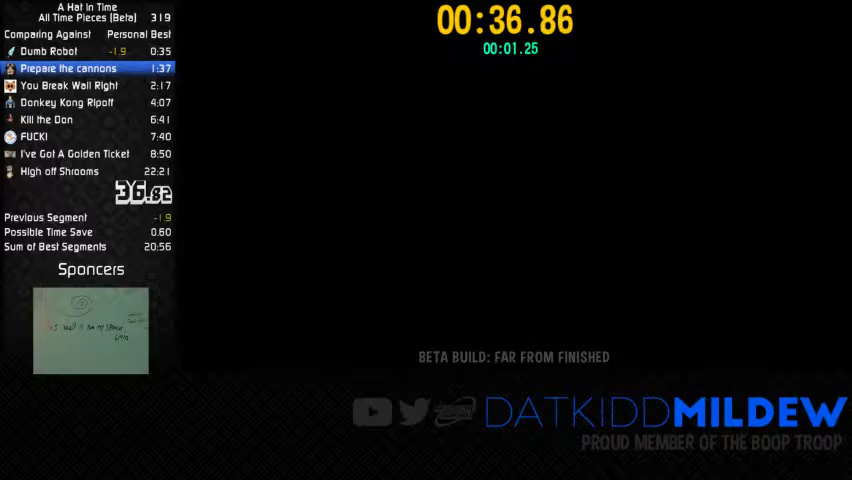 A Hat in Time
All Time Pieces (Beta) 319
Comparing Against Personal Best
Dumb Robot -1.9 0:35
Prepare the cannons 1:37
You Break Wall Right 2:17
Donkey Kong Ripoff 4:07
Kill the Don 6:41
FUCK! 7:40
I've Got A Golden Ticket 8:50
High off Shrooms 22:21
36.82
Previous Segment -1.9
Possible Time Save 0.60
Sum of Best Segments 20:56
Sponcers
00:36.86
00:01.25
BETA BUILD: FAR FROM FINISHED
DATKIDDMILDEW
PROUD MEMBER OF THE BOOP TROOP